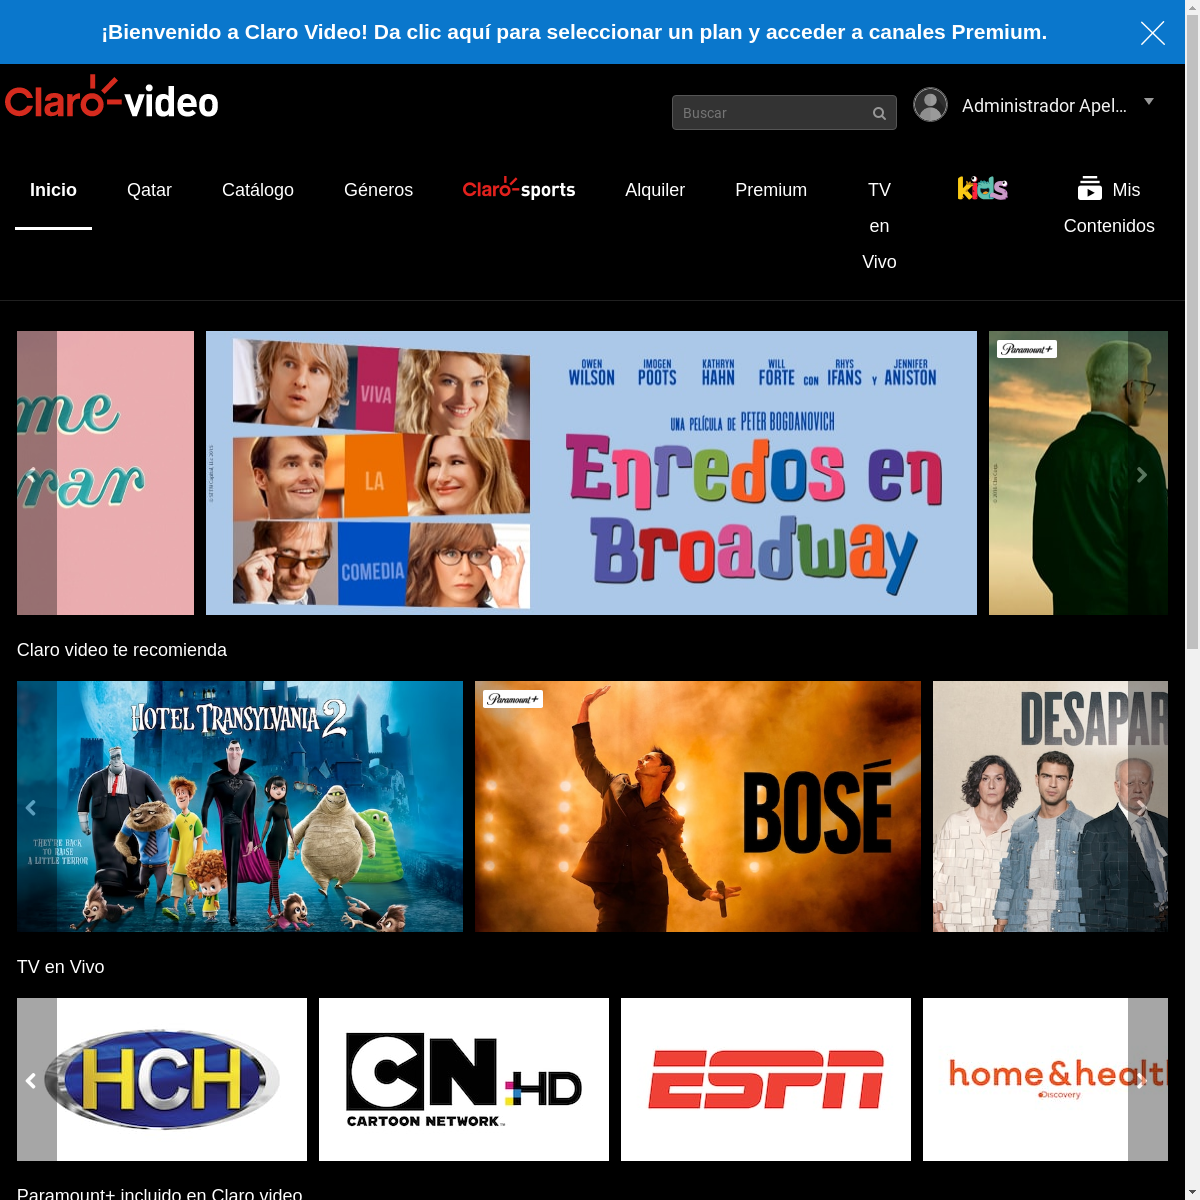 ¡Bienvenido a Claro Video! Da clic aquí para seleccionar un plan y acceder a canales Premium.
Claro-video
Buscar
Administrador Apel...
Inicio
Qatar
Catálogo
Géneros
Claro-sports
Alquiler
Premium
TV
en
Vivo
kids
Mis
Contenidos
me
rar
VIVA
LA
COMEDIA
OWEN WILSON
IMOGEN POOTS
KATHRYN HAHN
WILL FORTE
CON
RHYS IFANS
Y
JENNIFER ANISTON
UNA PELÍCULA DE PETER BOGDANOVICH
Enredos en
Broadway
Paramount+
Claro video te recomienda
HOTEL TRANSYLVANIA 2
THEY'RE BACK
TO RAISE
A LITTLE TERROR
Paramount+
BOSÉ
DESAPAR
TV en Vivo
HCH
CN HD
CARTOON NETWORK
ESPN
home & healt
Discovery
Paramount+ incluido en Claro video